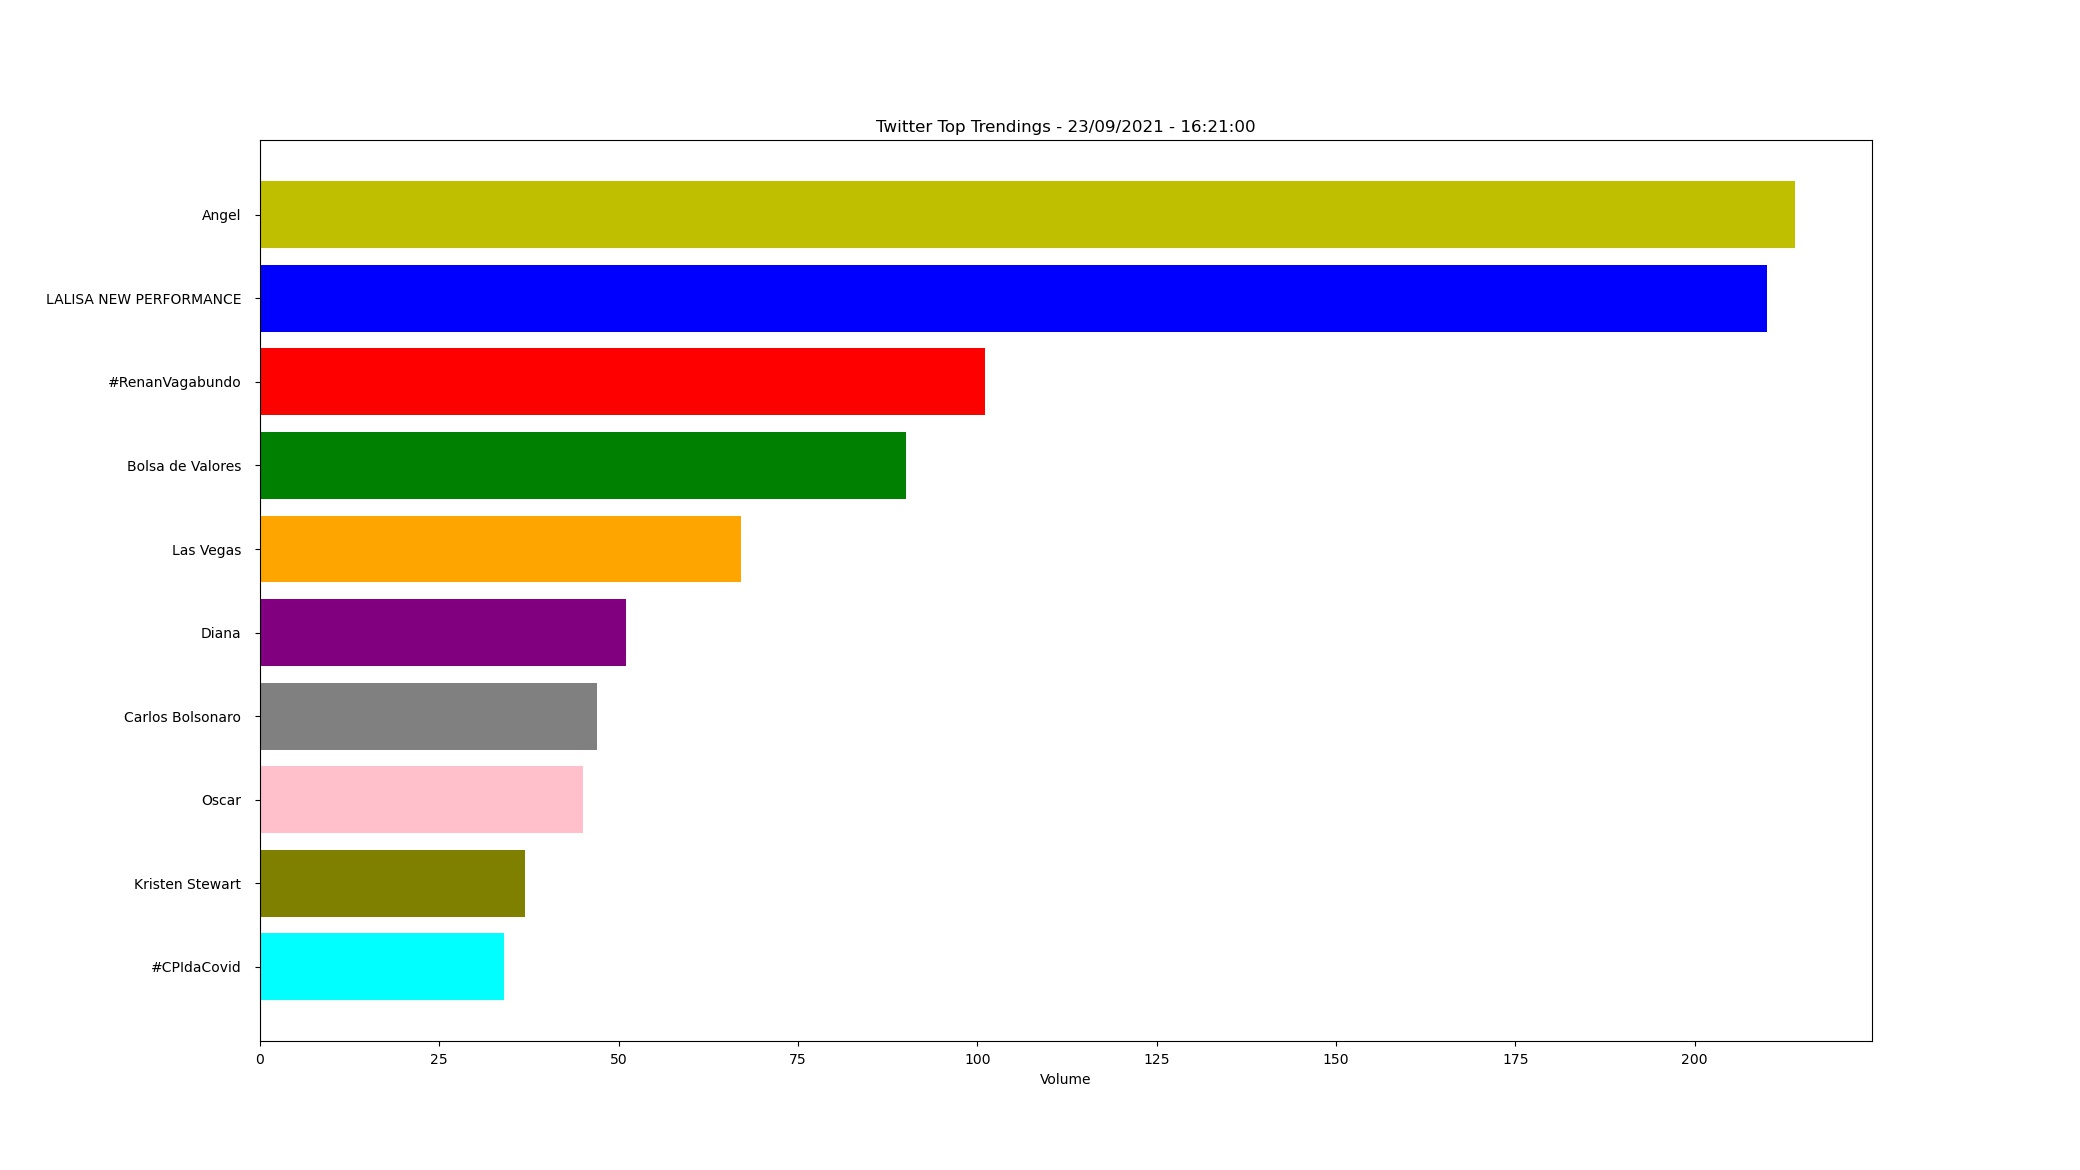 Twitter Top Trendings - 23/09/2021 - 16:21:00
Angel
LALISA NEW PERFORMANCE
#RenanVagabundo
Bolsa de Valores
Las Vegas
Diana
Carlos Bolsonaro
Oscar
Kristen Stewart
#CPIdaCovid
0 25 50 75 100 125 150 175 200
Volume